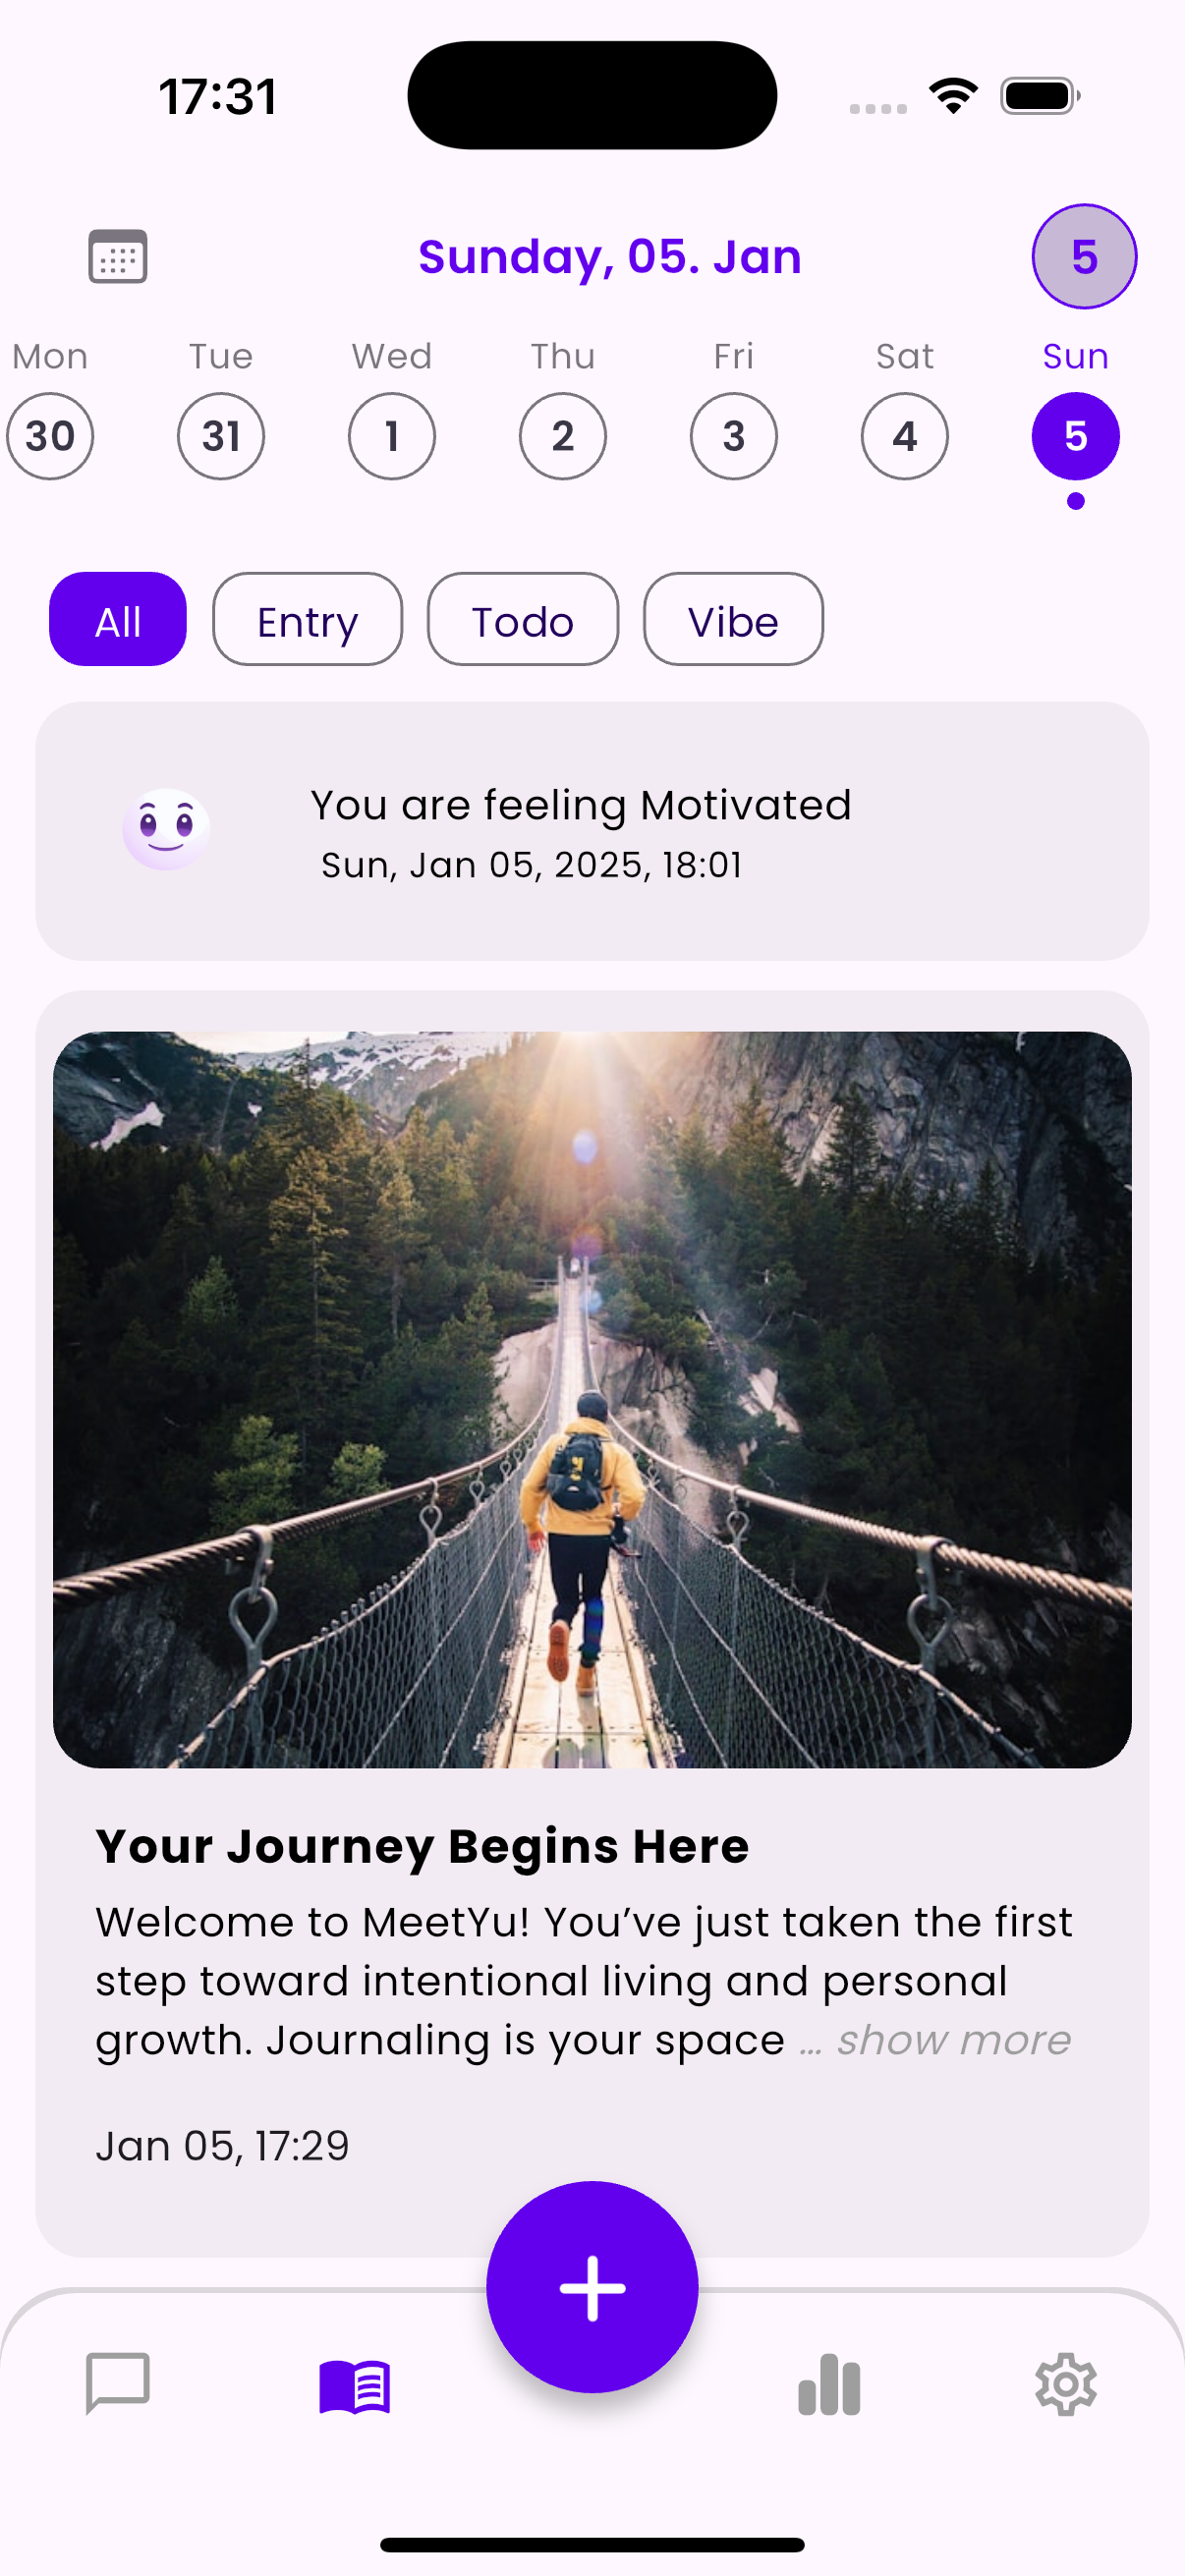 17:31
Sunday, 05. Jan
5
Mon Tue Wed Thu Fri Sat Sun
30 31 1 2 3 4 5
All Entry Todo Vibe
You are feeling Motivated
Sun, Jan 05, 2025, 18:01
Your Journey Begins Here
Welcome to MeetYu! You’ve just taken the first
step toward intentional living and personal
growth. Journaling is your space ... show more
Jan 05, 17:29